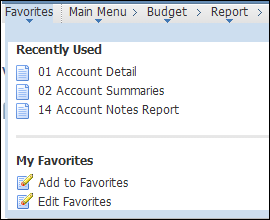 Favorites Main Menu > Budget > Report >
Recently Used
01 Account Detail
02 Account Summaries
14 Account Notes Report
My Favorites
Add to Favorites
Edit Favorites